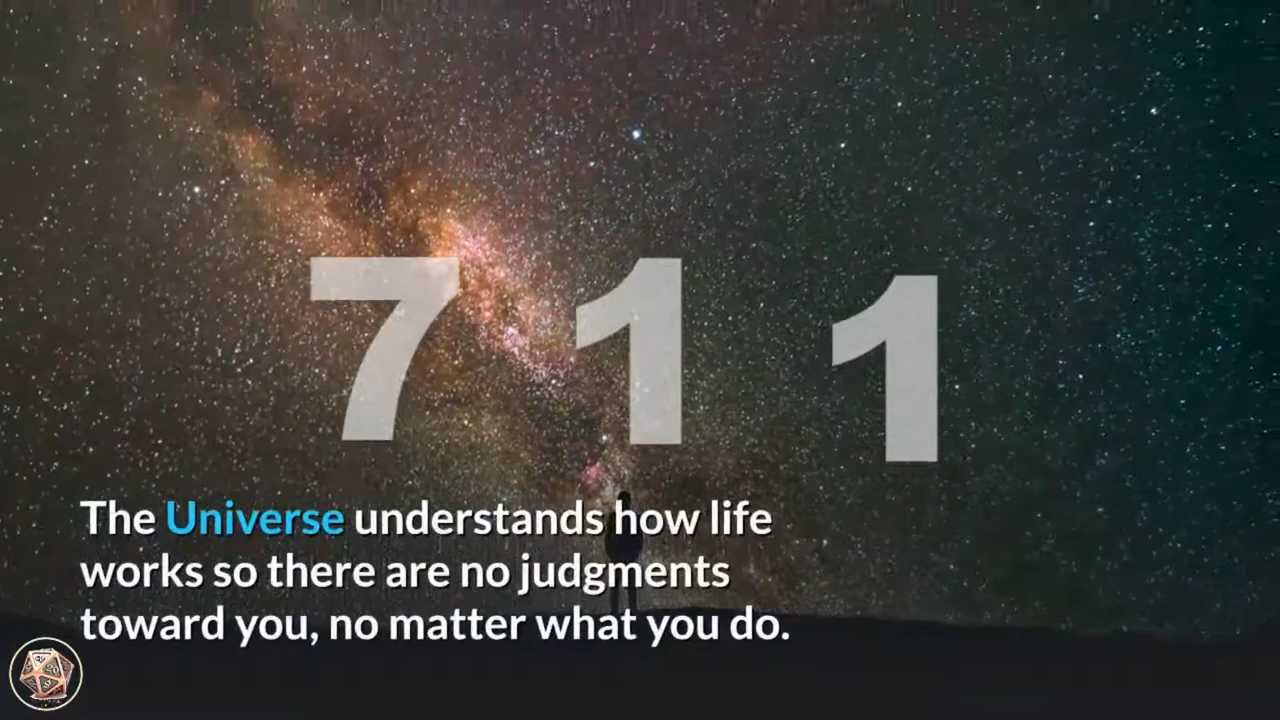 7 1 1
The Universe understands how life
works so there are no judgments
toward you, no matter what you do.
20